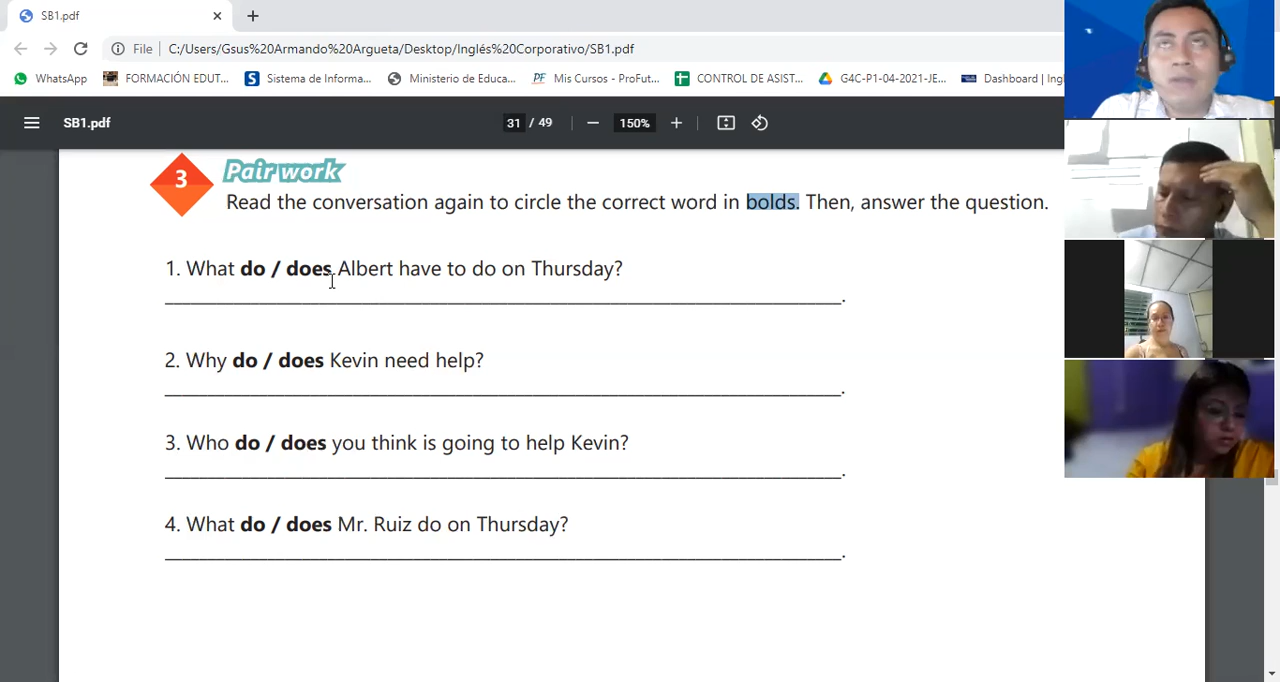 SB1.pdf
File C:/Users/Gsus%20Armando%20Argueta/Desktop/Inglés%20Corporativo/SB1.pdf
WhatsApp FORMACIÓN EDUT... Sistema de Informa... Ministerio de Educa... Mis Cursos - ProFut... CONTROL DE ASIST... G4C-P1-04-2021-JE... Dashboard | Ingl
SB1.pdf 31 / 49 150%
3 Pair work
Read the conversation again to circle the correct word in bolds. Then, answer the question.
1. What do / does Albert have to do on Thursday?
2. Why do / does Kevin need help?
3. Who do / does you think is going to help Kevin?
4. What do / does Mr. Ruiz do on Thursday?